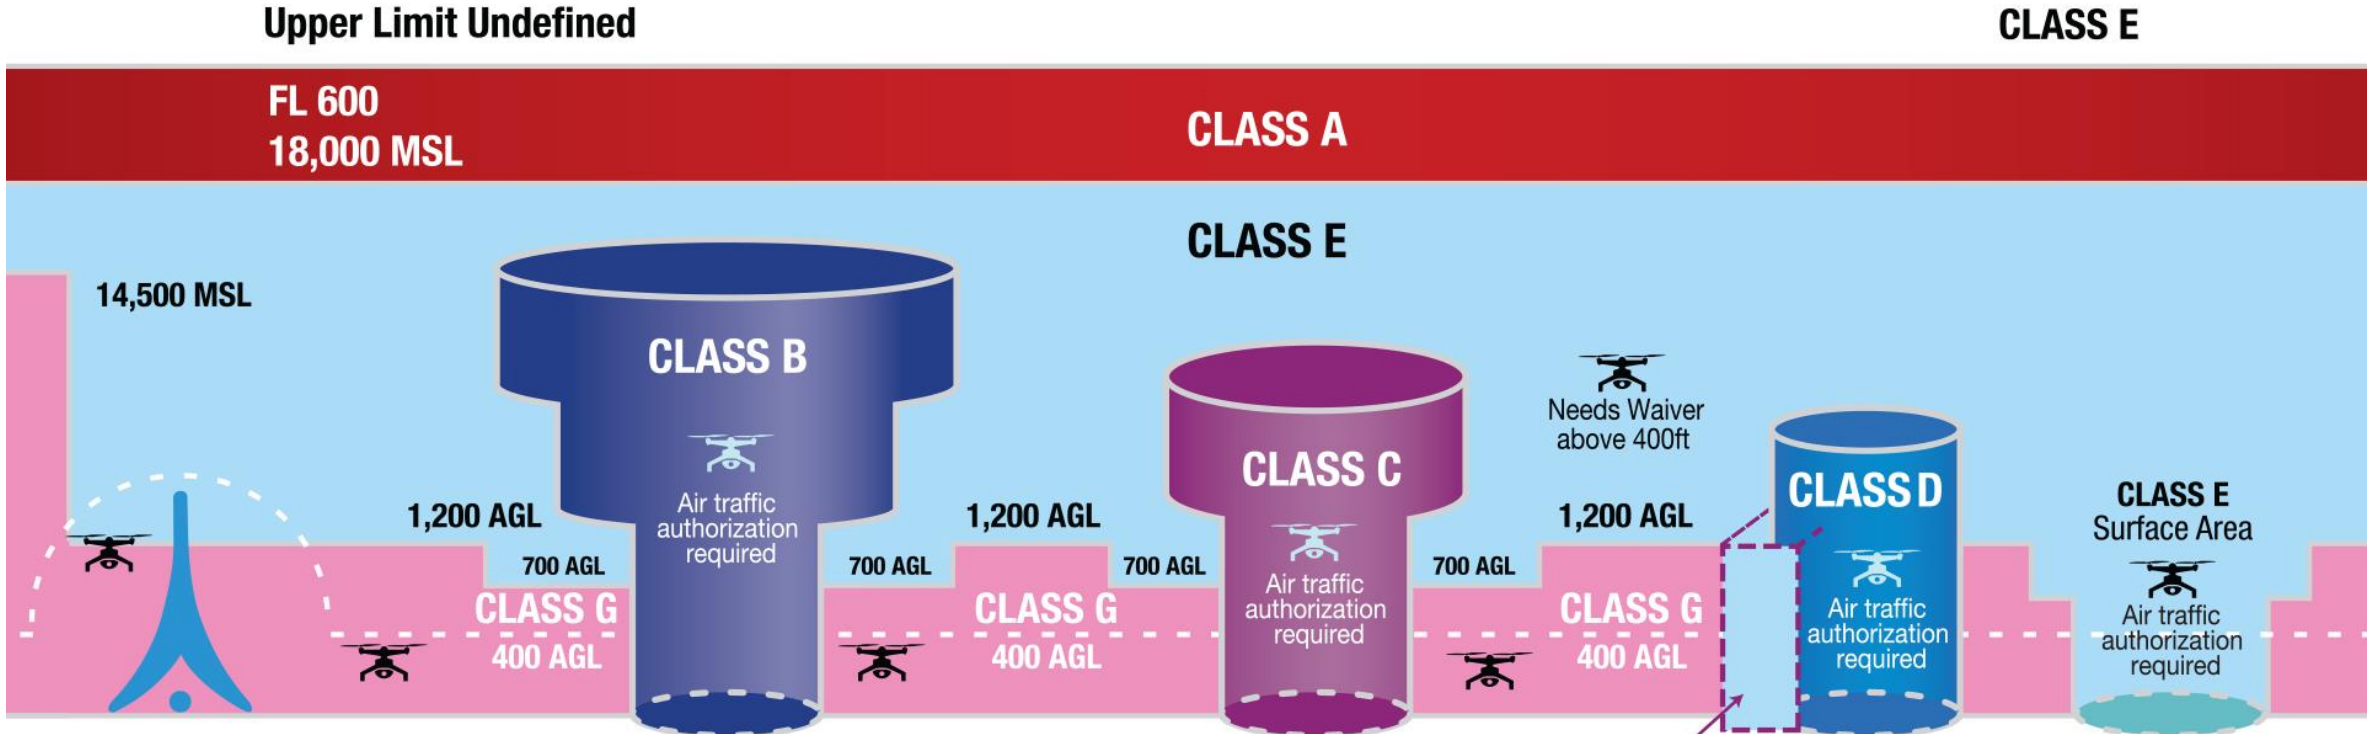 Upper Limit Undefined
CLASS E
FL 600
18,000 MSL
CLASS A
CLASS E
14,500 MSL
CLASS B
Air traffic
authorization
required
1,200 AGL
700 AGL
CLASS G
400 AGL
700 AGL
1,200 AGL
CLASS G
400 AGL
700 AGL
CLASS C
Air traffic
authorization
required
700 AGL
Needs Waiver
above 400ft
1,200 AGL
CLASS G
400 AGL
CLASS D
Air traffic
authorization
required
CLASS E
Surface Area
Air traffic
authorization
required